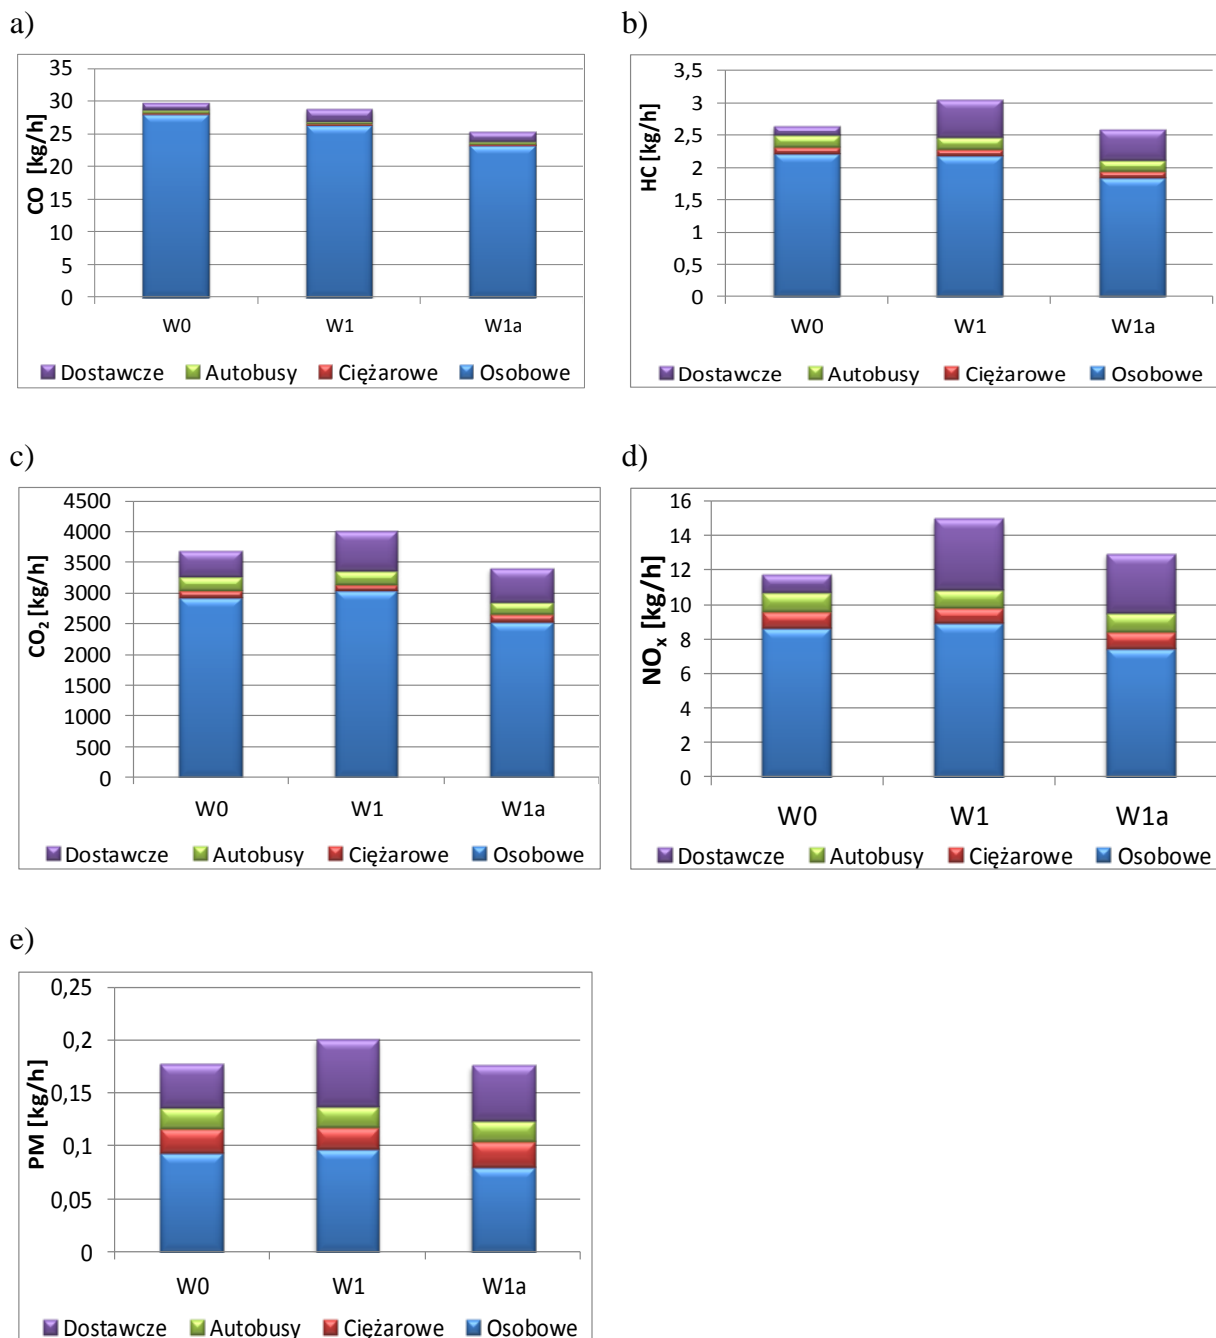 a)
CO [kg/h]
35
30
25
20
15
10
5
0
W0 W1 W1a
Dostawcze Autobusy Ciężarowe Osobowe
b)
HC [kg/h]
3,5
3
2,5
2
1,5
1
0,5
0
W0 W1 W1a
Dostawcze Autobusy Ciężarowe Osobowe
c)
CO₂ [kg/h]
4500
4000
3500
3000
2500
2000
1500
1000
500
0
W0 W1 W1a
Dostawcze Autobusy Ciężarowe Osobowe
d)
NOₓ [kg/h]
16
14
12
10
8
6
4
2
0
W0 W1 W1a
Dostawcze Autobusy Ciężarowe Osobowe
e)
PM [kg/h]
0,25
0,2
0,15
0,1
0,05
0
W0 W1 W1a
Dostawcze Autobusy Ciężarowe Osobowe